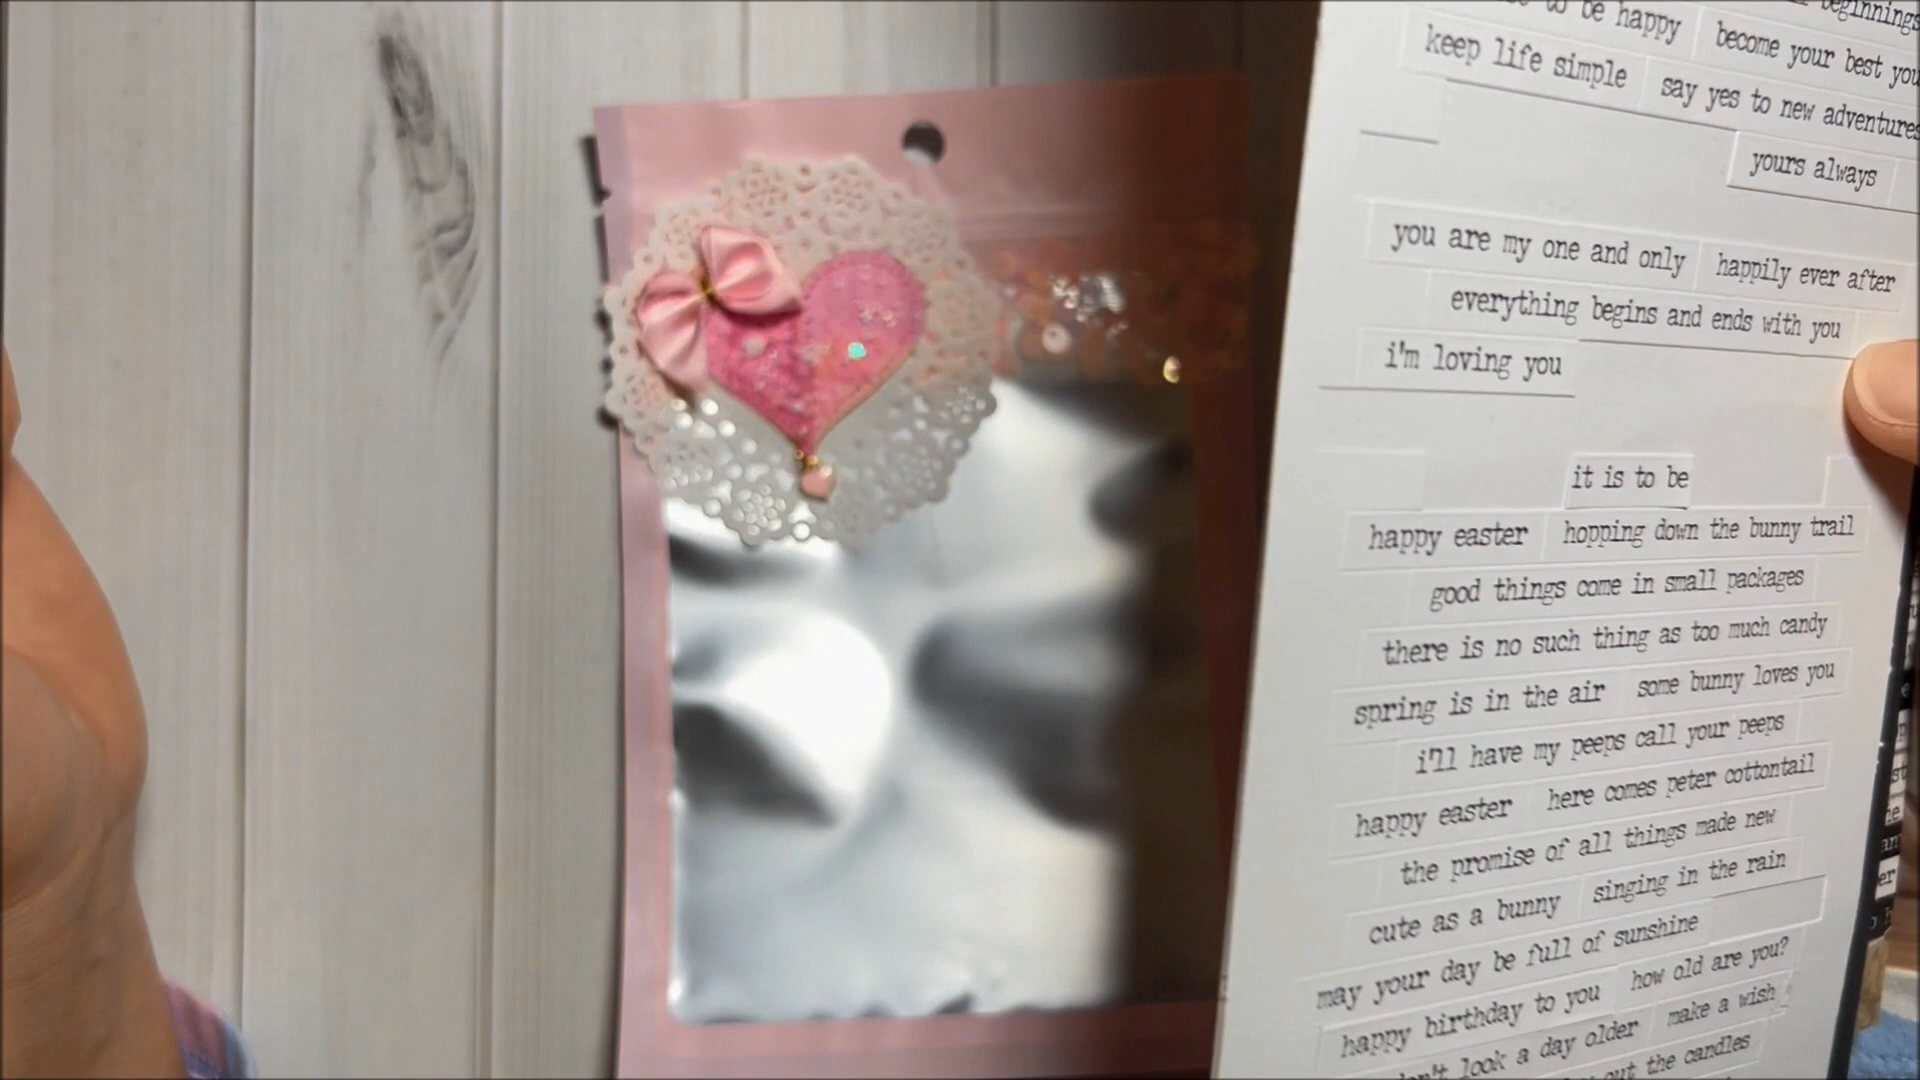 to be happy become your best you
keep life simple say yes to new adventures
yours always
you are my one and only happily ever after
everything begins and ends with you
i'm loving you
it is to be
happy easter hopping down the bunny trail
good things come in small packages
there is no such thing as too much candy
spring is in the air some bunny loves you
i'll have my peeps call your peeps
happy easter here comes peter cottontail
the promise of all things made new
cute as a bunny singing in the rain
may your day be full of sunshine
happy birthday to you how old are you?
look a day older make a wish
the candles